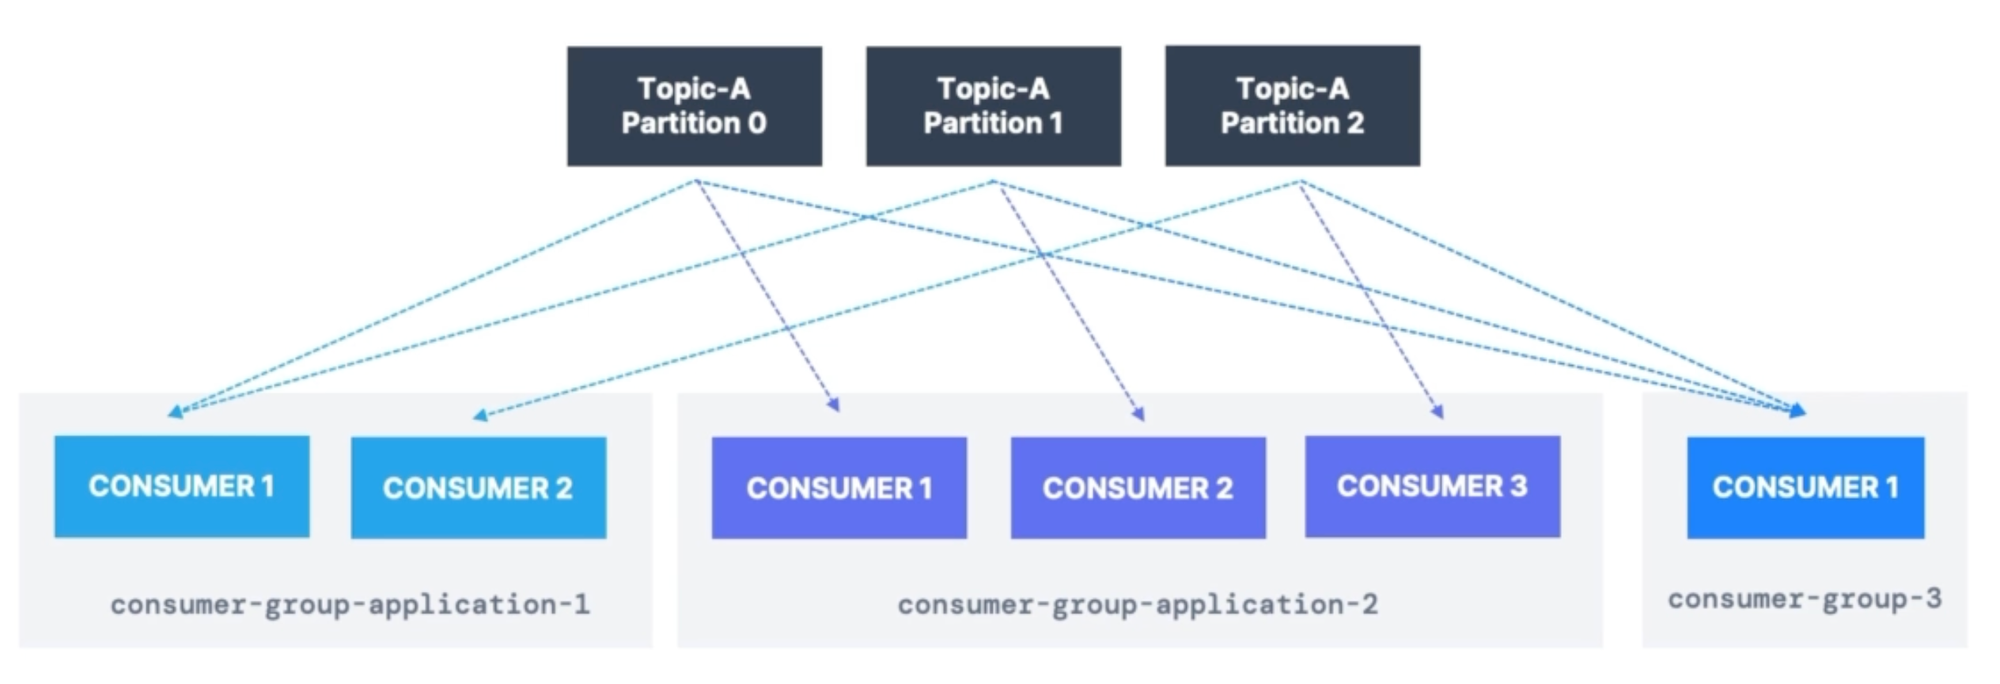 Topic-A
Partition 0
Topic-A
Partition 1
Topic-A
Partition 2
CONSUMER 1
CONSUMER 2
consumer-group-application-1
CONSUMER 1
CONSUMER 2
CONSUMER 3
consumer-group-application-2
CONSUMER 1
consumer-group-3